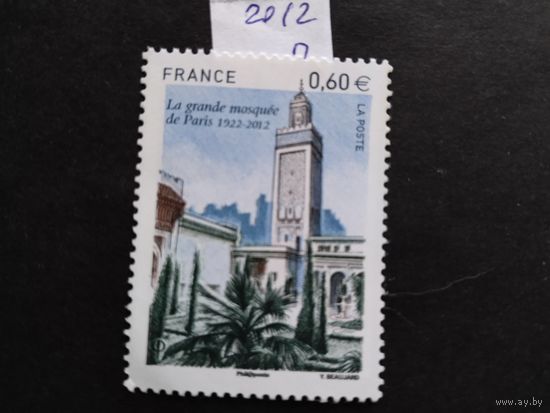 2012
П
FRANCE 0,60 €
La grande mosquée
de Paris 1922-2012
LA POSTE
Phil@poste
Y. BEAUJARD
www.ay.by